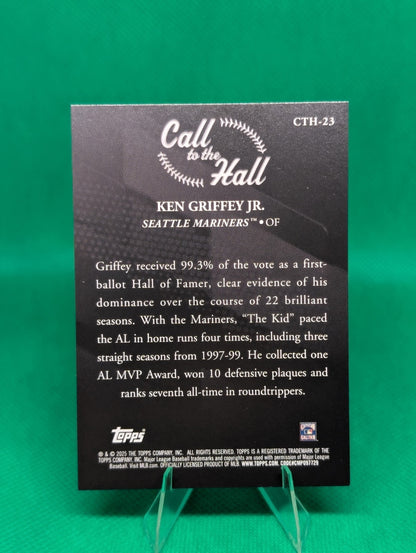 CTH-23
Call
to the
Hall
KEN GRIFFEY JR.
SEATTLE MARINERS™ • OF
Griffey received 99.3% of the vote as a first-
ballot Hall of Famer, clear evidence of his
dominance over the course of 22 brilliant
seasons. With the Mariners, “The Kid” paced
the AL in home runs four times, including three
straight seasons from 1997-99. He collected one
AL MVP Award, won 10 defensive plaques and
ranks seventh all-time in roundtrippers.
Topps
® & © 2025 THE TOPPS COMPANY, INC. ALL RIGHTS RESERVED. TOPPS IS A REGISTERED TRADEMARK OF THE
TOPPS COMPANY, INC. Major League Baseball trademarks and copyrights are used with permission of Major League
Baseball. Visit MLB.com. OFFICIALLY LICENSED PRODUCT OF MLB. WWW.TOPPS.COM. CODE#CMP097729